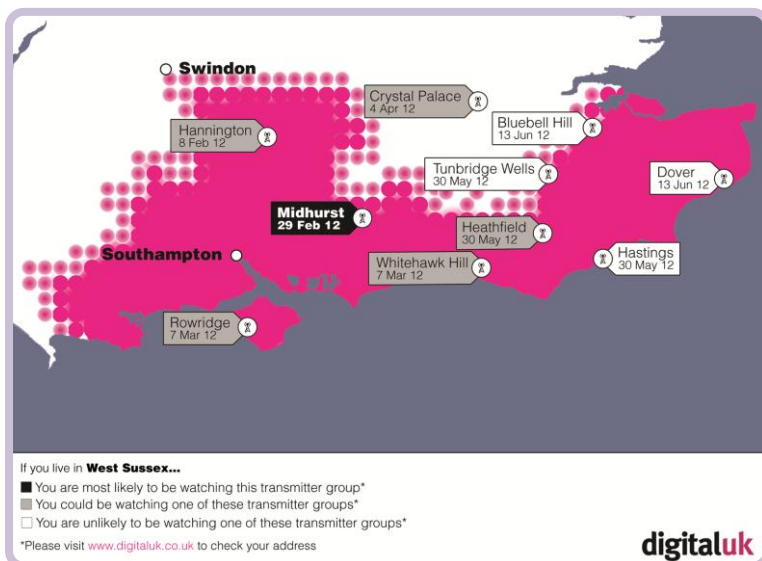 Swindon
Crystal Palace
4 Apr 12
Hannington
8 Feb 12
Bluebell Hill
13 Jun 12
Tunbridge Wells
30 May 12
Dover
13 Jun 12
Midhurst
29 Feb 12
Heathfield
30 May 12
Southampton
Whitehawk Hill
7 Mar 12
Hastings
30 May 12
Rowridge
7 Mar 12
If you live in West Sussex...
You are most likely to be watching this transmitter group*
You could be watching one of these transmitter groups*
You are unlikely to be watching one of these transmitter groups*
*Please visit www.digitaluk.co.uk to check your address
digitaluk